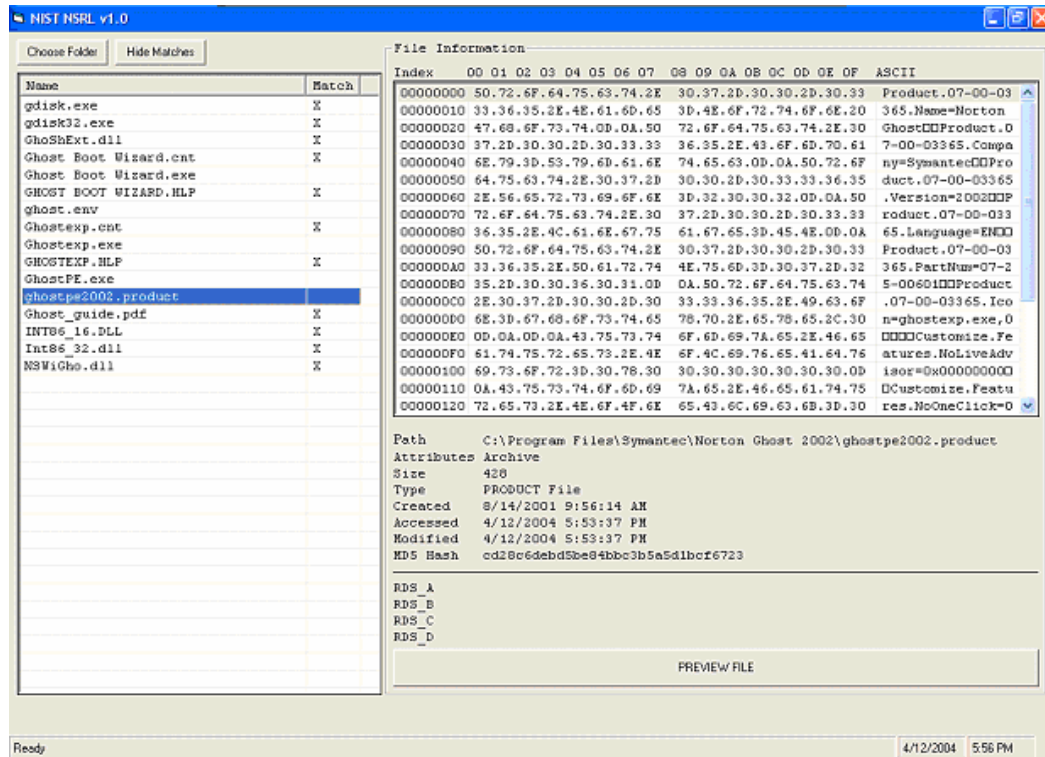 NIST NSRL v1.0
Choose Folder Hide Matches
Name Match
gdisk.exe X
gdisk32.exe X
GhoShExt.dll X
Ghost Boot Wizard.cnt X
Ghost Boot Wizard.exe
GHOST BOOT WIZARD.HLP X
ghost.env
Ghostexp.cnt X
Ghostexp.exe
GHOSTEXP.HLP X
GhostPE.exe
ghostpe2002.product
Ghost_guide.pdf X
INT86_16.DLL X
Int86_32.dll X
NSWiGho.dll X
File Information
Index 00 01 02 03 04 05 06 07 08 09 0A 0B 0C 0D 0E 0F ASCII
00000000 50.72.6F.64.75.63.74.2E 30.37.2D.30.30.2D.30.33 Product.07-00-03
00000010 33.36.35.2E.4E.61.6D.65 3D.4E.6F.72.74.6F.6E.20 365.Name=Norton
00000020 47.68.6F.73.74.0D.0A.50 72.6F.64.75.63.74.2E.30 Ghost□□Product.0
00000030 37.2D.30.30.2D.30.33.33 36.35.2E.43.6F.6D.70.61 7-00-03365.Compa
00000040 6E.79.3D.53.79.6D.61.6E 74.65.63.0D.0A.50.72.6F ny=Symantec□□Pro
00000050 64.75.63.74.2E.30.37.2D 30.30.2D.30.33.33.36.35 duct.07-00-03365
00000060 2E.56.65.72.73.69.6F.6E 3D.32.30.30.32.0D.0A.50 .Version=2002□□P
00000070 72.6F.64.75.63.74.2E.30 37.2D.30.30.2D.30.33.33 roduct.07-00-033
00000080 36.35.2E.4C.61.6E.67.75 61.67.65.3D.45.4E.0D.0A 65.Language=EN□□
00000090 50.72.6F.64.75.63.74.2E 30.37.2D.30.30.2D.30.33 Product.07-00-03
000000A0 33.36.35.2E.50.61.72.74 4E.75.6D.3D.30.37.2D.32 365.PartNum=07-2
000000B0 35.2D.30.30.36.30.31.0D 0A.50.72.6F.64.75.63.74 5-00601□□Product
000000C0 2E.30.37.2D.30.30.2D.30 33.33.36.35.2E.49.63.6F .07-00-03365.Ico
000000D0 6E.3D.67.68.6F.73.74.65 78.70.2E.65.78.65.2C.30 n=ghostexp.exe,0
000000E0 0D.0A.0D.0A.43.75.73.74 6F.6D.69.7A.65.2E.46.65 □□□□Customize.Fe
000000F0 61.74.75.72.65.73.2E.4E 6F.4C.69.76.65.41.64.76 atures.NoLiveAdv
00000100 69.73.6F.72.3D.30.78.30 30.30.30.30.30.30.30.0D isor=0x00000000□
00000110 0A.43.75.73.74.6F.6D.69 7A.65.2E.46.65.61.74.75 □Customize.Featu
00000120 72.65.73.2E.4E.6F.4F.6E 65.43.6C.69.63.6B.3D.30 res.NoOneClick=0
Path C:\Program Files\Symantec\Norton Ghost 2002\ghostpe2002.product
Attributes Archive
Size 428
Type PRODUCT File
Created 8/14/2001 9:56:14 AM
Accessed 4/12/2004 5:53:37 PM
Modified 4/12/2004 5:53:37 PM
MD5 Hash cd28c6debd5be84bbc3b5a5d1bcf6723
RDS_A
RDS_B
RDS_C
RDS_D
PREVIEW FILE
Ready 4/12/2004 5:56 PM